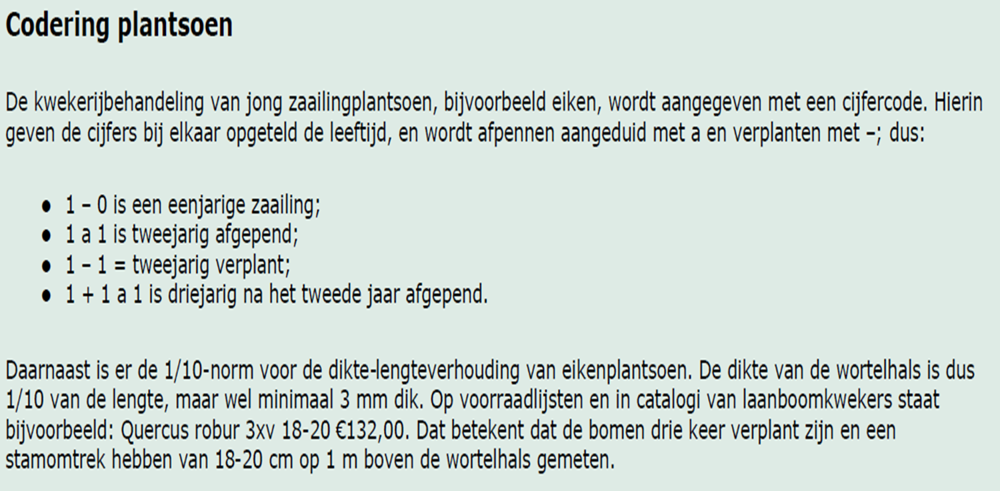 Codering plantsoen
De kwekerijbehandeling van jong zaailingplantsoen, bijvoorbeeld eiken, wordt aangegeven met een cijfercode. Hierin
geven de cijfers bij elkaar opgeteld de leeftijd, en wordt afpennen aangeduid met a en verplanten met –; dus:
● 1 – 0 is een eenjarige zaailing;
● 1 a 1 is tweejarig afgepend;
● 1 – 1 = tweejarig verplant;
● 1 + 1 a 1 is driejarig na het tweede jaar afgepend.
Daarnaast is er de 1/10-norm voor de dikte-lengteverhouding van eikenplantsoen. De dikte van de wortelhals is dus
1/10 van de lengte, maar wel minimaal 3 mm dik. Op voorraadlijsten en in catalogi van laanboomkwekers staat
bijvoorbeeld: Quercus robur 3xv 18-20 €132,00. Dat betekent dat de bomen drie keer verplant zijn en een
stamomtrek hebben van 18-20 cm op 1 m boven de wortelhals gemeten.